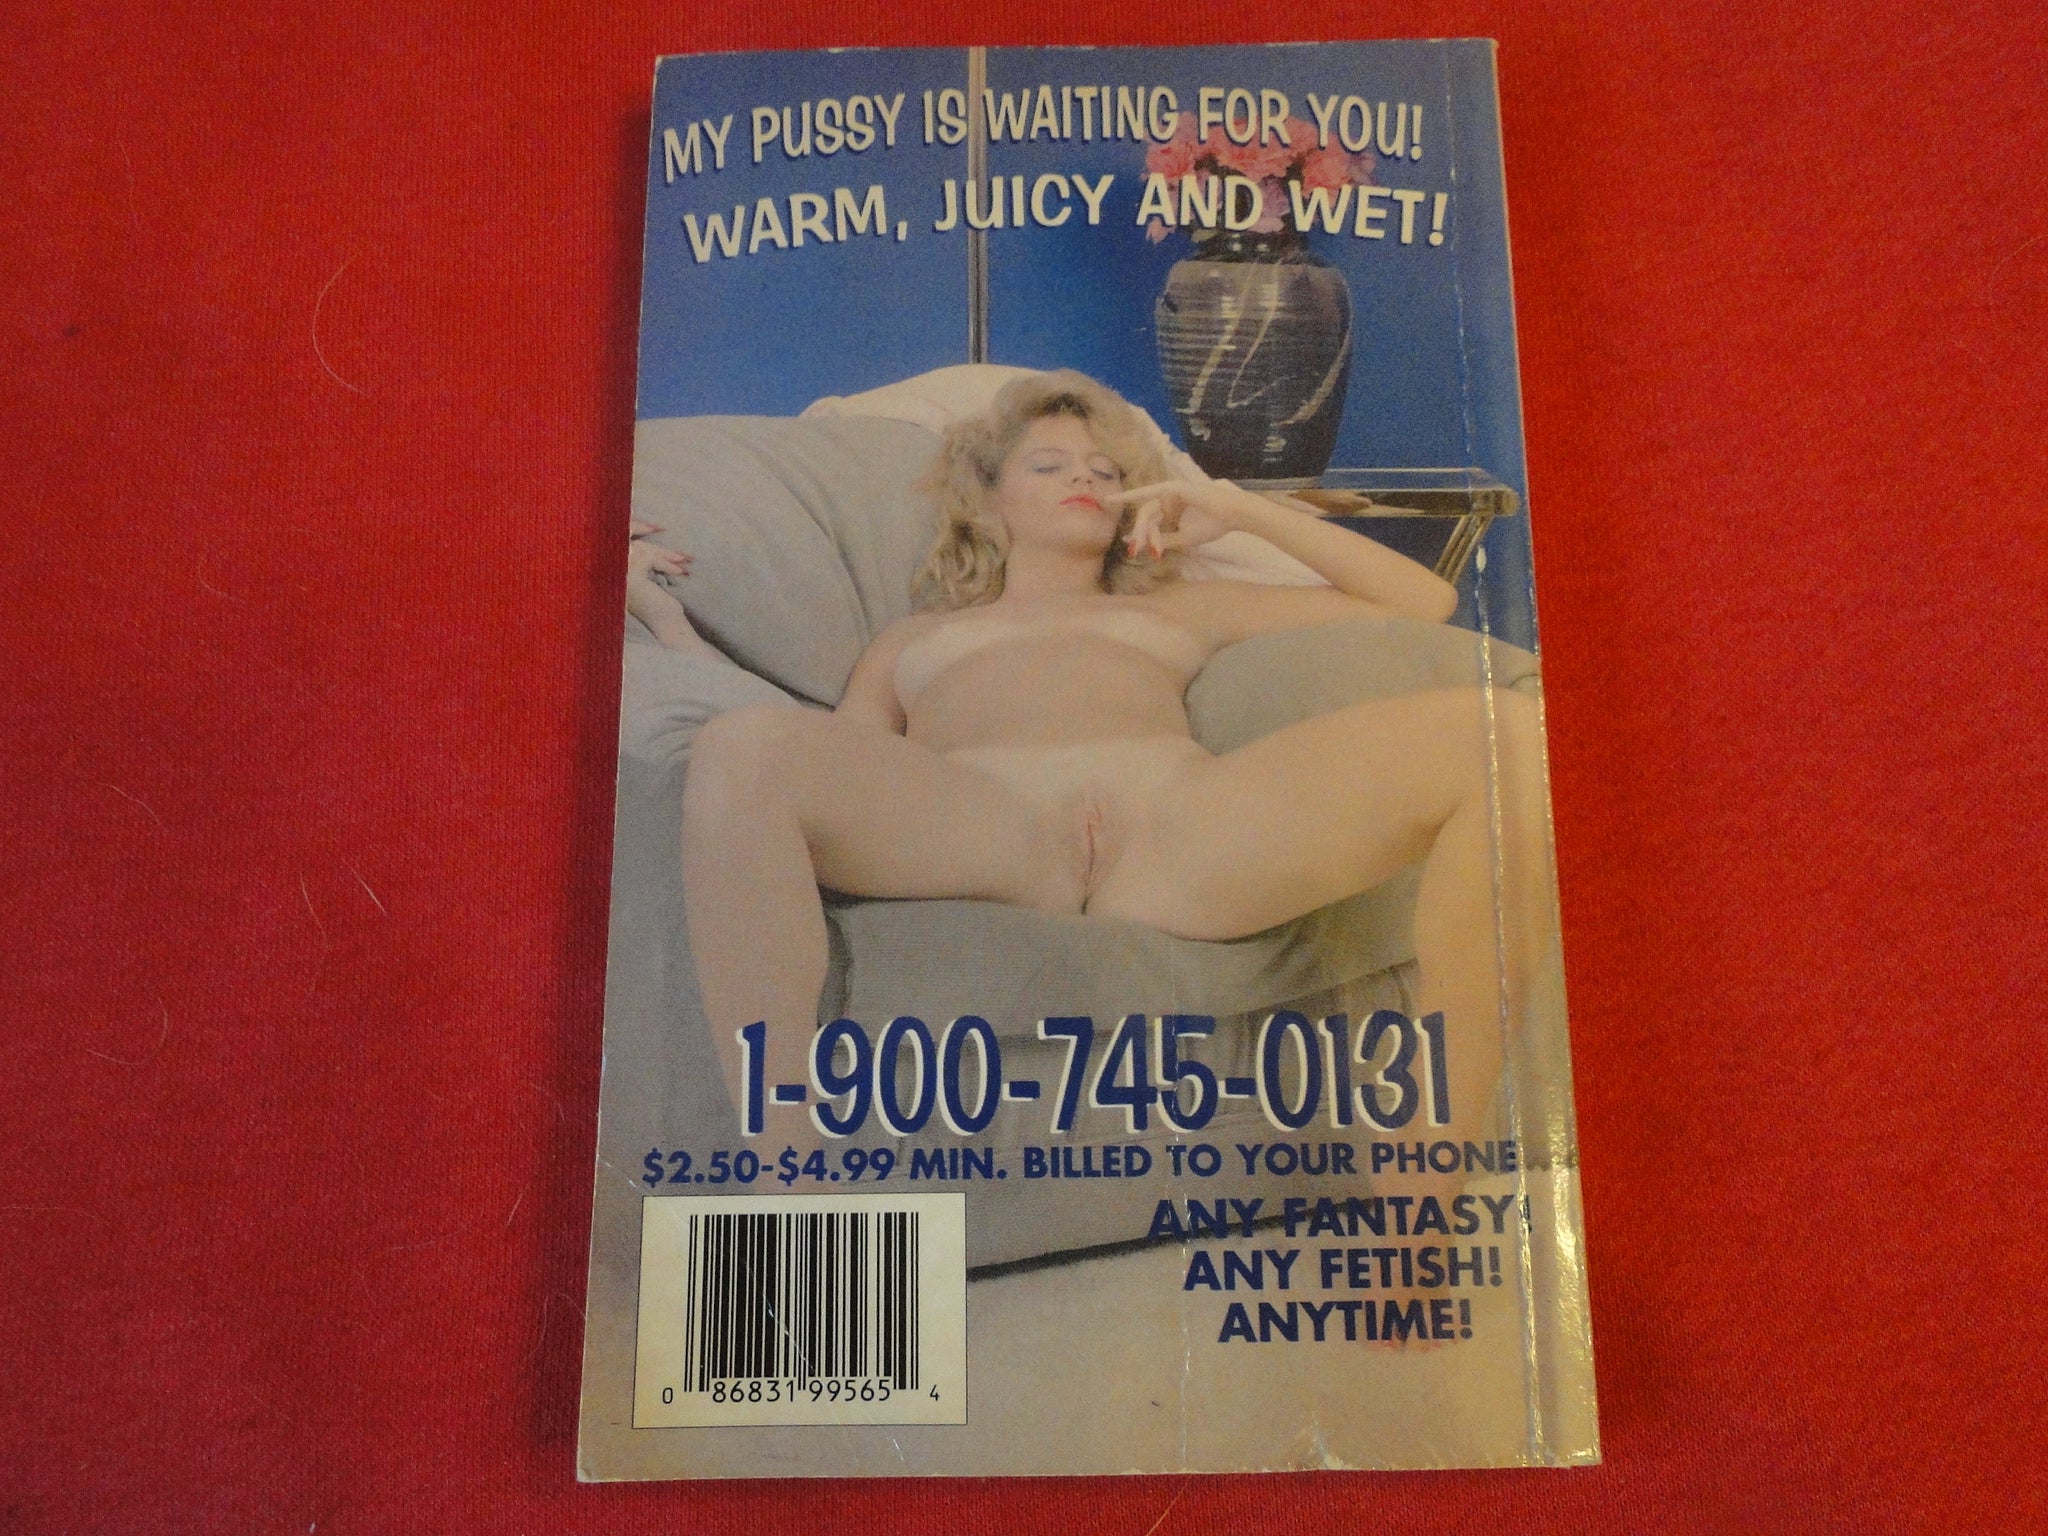 MY PUSSY IS WAITING FOR YOU!
WARM, JUICY AND WET!
1-900-745-0131
$2.50-$4.99 MIN. BILLED TO YOUR PHONE
ANY FANTASY!
ANY FETISH!
ANYTIME!
0 86831 99565 4